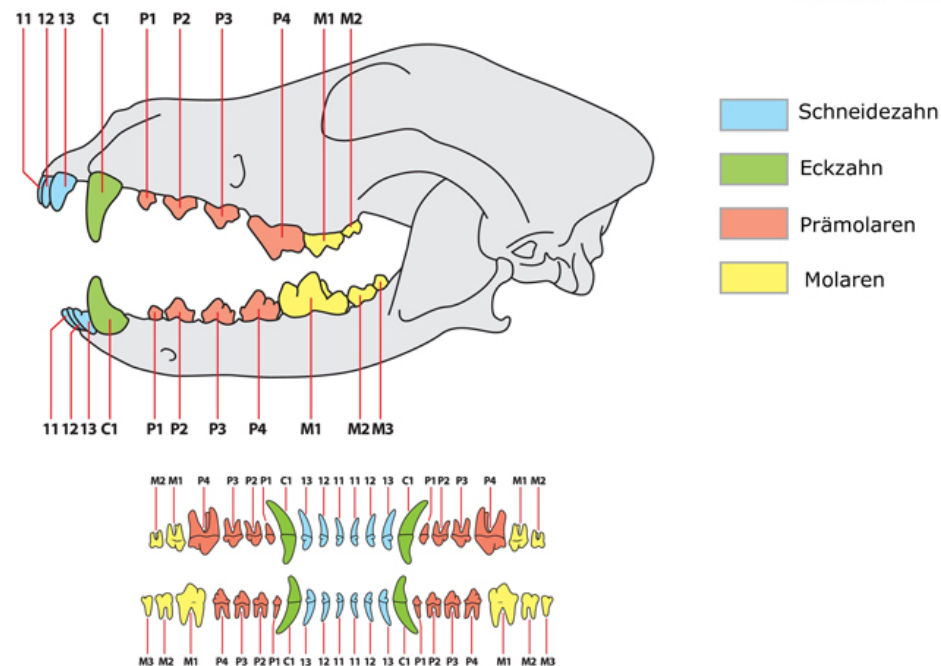 11 12 13 C1 P1 P2 P3 P4 M1 M2
Schneidezahn
Eckzahn
Prämolaren
Molaren
11 12 13 C1 P1 P2 P3 P4 M1 M2 M3
M2 M1 P4 P3 P2 P1 C1 13 12 11 11 12 13 C1 P1 P2 P3 P4 M1 M2
M3 M2 M1 P4 P3 P2 P1 C1 13 12 11 11 12 13 C1 P1 P2 P3 P4 M1 M2 M3